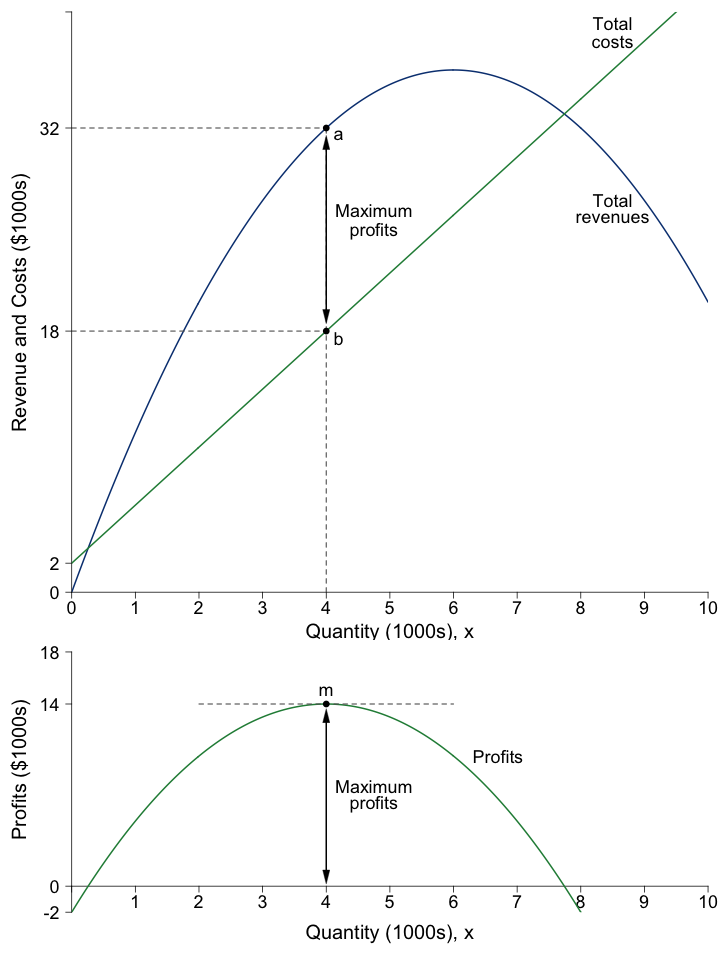 Total
costs
32
a
Revenue and Costs ($1000s)
Maximum
profits
Total
revenues
18
b
2
0
0 1 2 3 4 5 6 7 8 9 10
Quantity (1000s), x
18
m
14
Profits ($1000s)
Profits
Maximum
profits
0
1 2 3 4 5 6 7 8 9 10
-2
Quantity (1000s), x